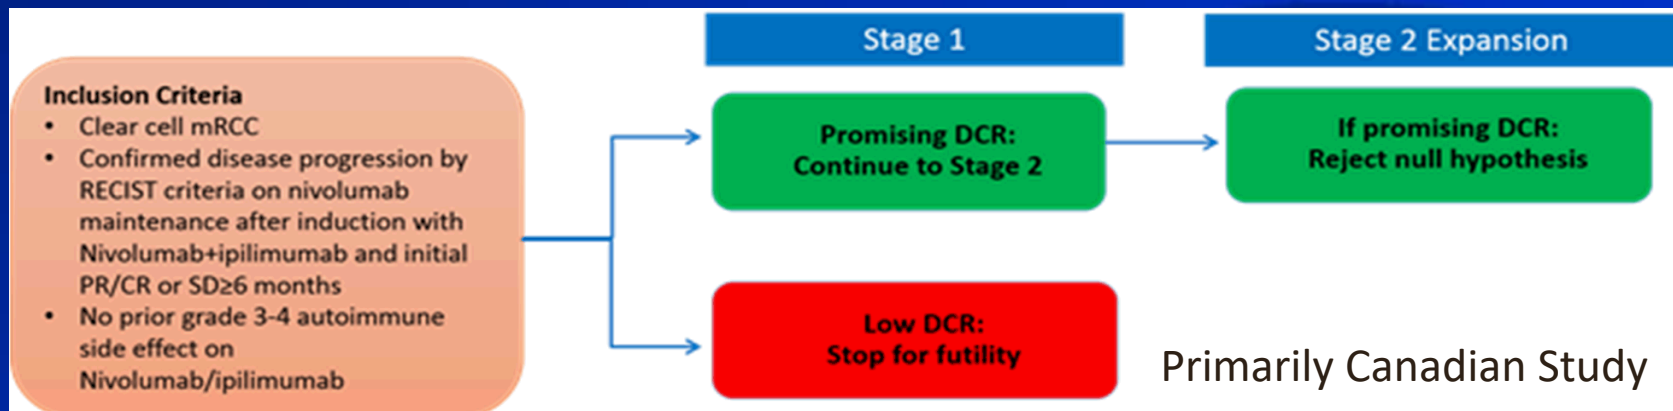 Inclusion Criteria
• Clear cell mRCC
• Confirmed disease progression by
RECIST criteria on nivolumab
maintenance after induction with
Nivolumab+ipilimumab and initial
PR/CR or SD≥6 months
• No prior grade 3-4 autoimmune
side effect on
Nivolumab/ipilimumab
Stage 1
Promising DCR:
Continue to Stage 2
Low DCR:
Stop for futility
Stage 2 Expansion
If promising DCR:
Reject null hypothesis
Primarily Canadian Study